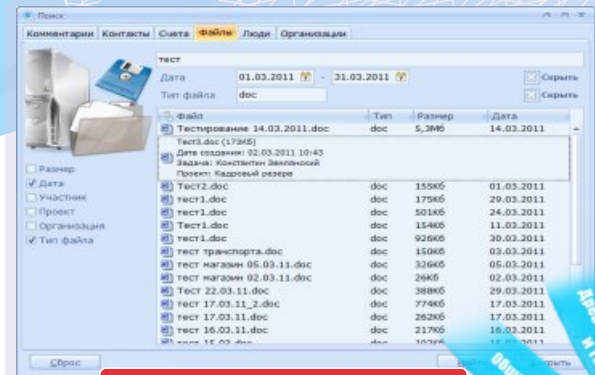 Поиск
Комментарии Контакты Счета Файлы Люди Организации
тест
Дата 01.03.2011 - 31.03.2011 Скрыть
Тип файла doc Скрыть
Файл Тип Размер Дата
Тестирование 14.03.2011.doc doc 5,3Мб 14.03.2011
Тест3.doc (173Кб)
Дата создания: 02.03.2011 10:43
Задача: Константин
Проект: Кадровый резерв
Тест2.doc doc 155Кб 01.03.2011
тест1.doc doc 175Кб 29.03.2011
тест1.doc doc 501Кб 24.03.2011
Тест1.doc doc 154Кб 11.03.2011
тест1.doc doc 926Кб 30.03.2011
тест транспорта.doc doc 150Кб 03.03.2011
тест магазин 05.03.11.doc doc 326Кб 05.03.2011
тест магазин 02.03.11.doc doc 26Кб 02.03.2011
Тест 22.03.11.doc doc 388Кб 29.03.2011
тест 17.03.11_2.doc doc 774Кб 17.03.2011
тест 17.03.11.doc doc 262Кб 17.03.2011
тест 16.03.11.doc doc 217Кб 16.03.2011
тест 15.03.doc doc 15.03.2011
Размер
Дата
Участник
Проект
Организация
Тип файла
Сброс